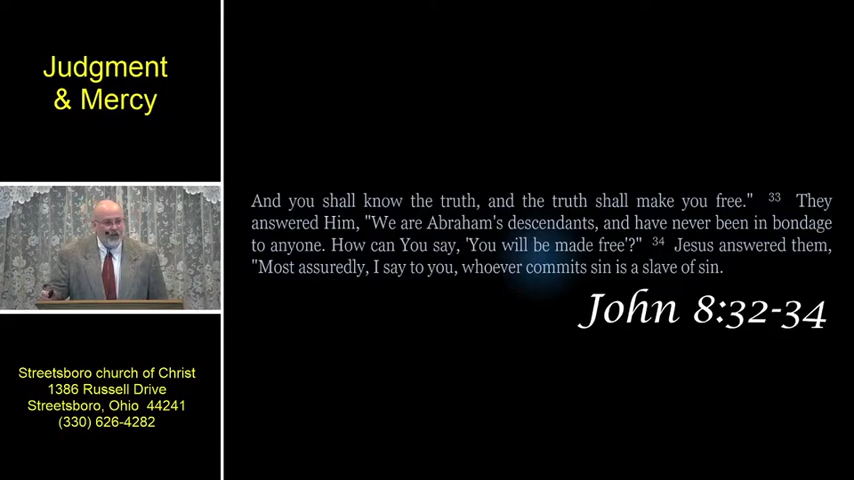 Judgment
& Mercy
Streetsboro church of Christ
1386 Russell Drive
Streetsboro, Ohio 44241
(330) 626-4282
And you shall know the truth, and the truth shall make you free." 33 They
answered Him, "We are Abraham's descendants, and have never been in bondage
to anyone. How can You say, 'You will be made free'?" 34 Jesus answered them,
"Most assuredly, I say to you, whoever commits sin is a slave of sin.
John 8:32-34